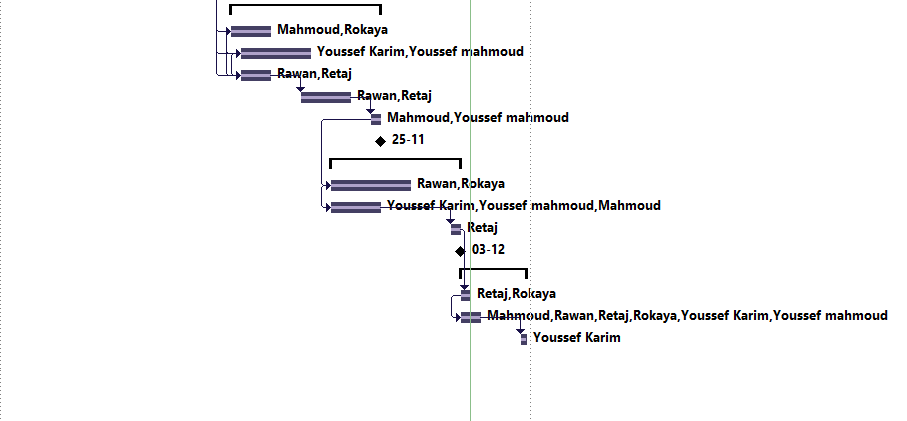 Mahmoud,Rokaya
Youssef Karim,Youssef mahmoud
Rawan,Retaj
Rawan,Retaj
Mahmoud,Youssef mahmoud
25-11
Rawan,Rokaya
Youssef Karim,Youssef mahmoud,Mahmoud
Retaj
03-12
Retaj,Rokaya
Mahmoud,Rawan,Retaj,Rokaya,Youssef Karim,Youssef mahmoud
Youssef Karim